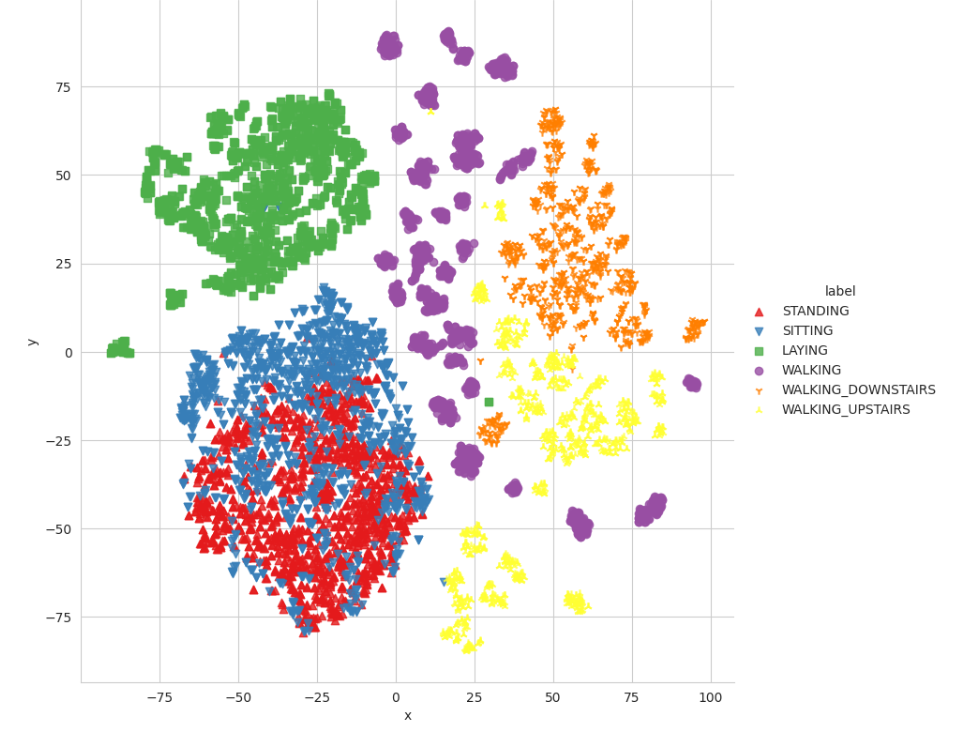 75
50
25
0
−25
−50
−75
y
−75
−50
−25
0
25
50
75
100
x
label
STANDING
SITTING
LAYING
WALKING
WALKING_DOWNSTAIRS
WALKING_UPSTAIRS